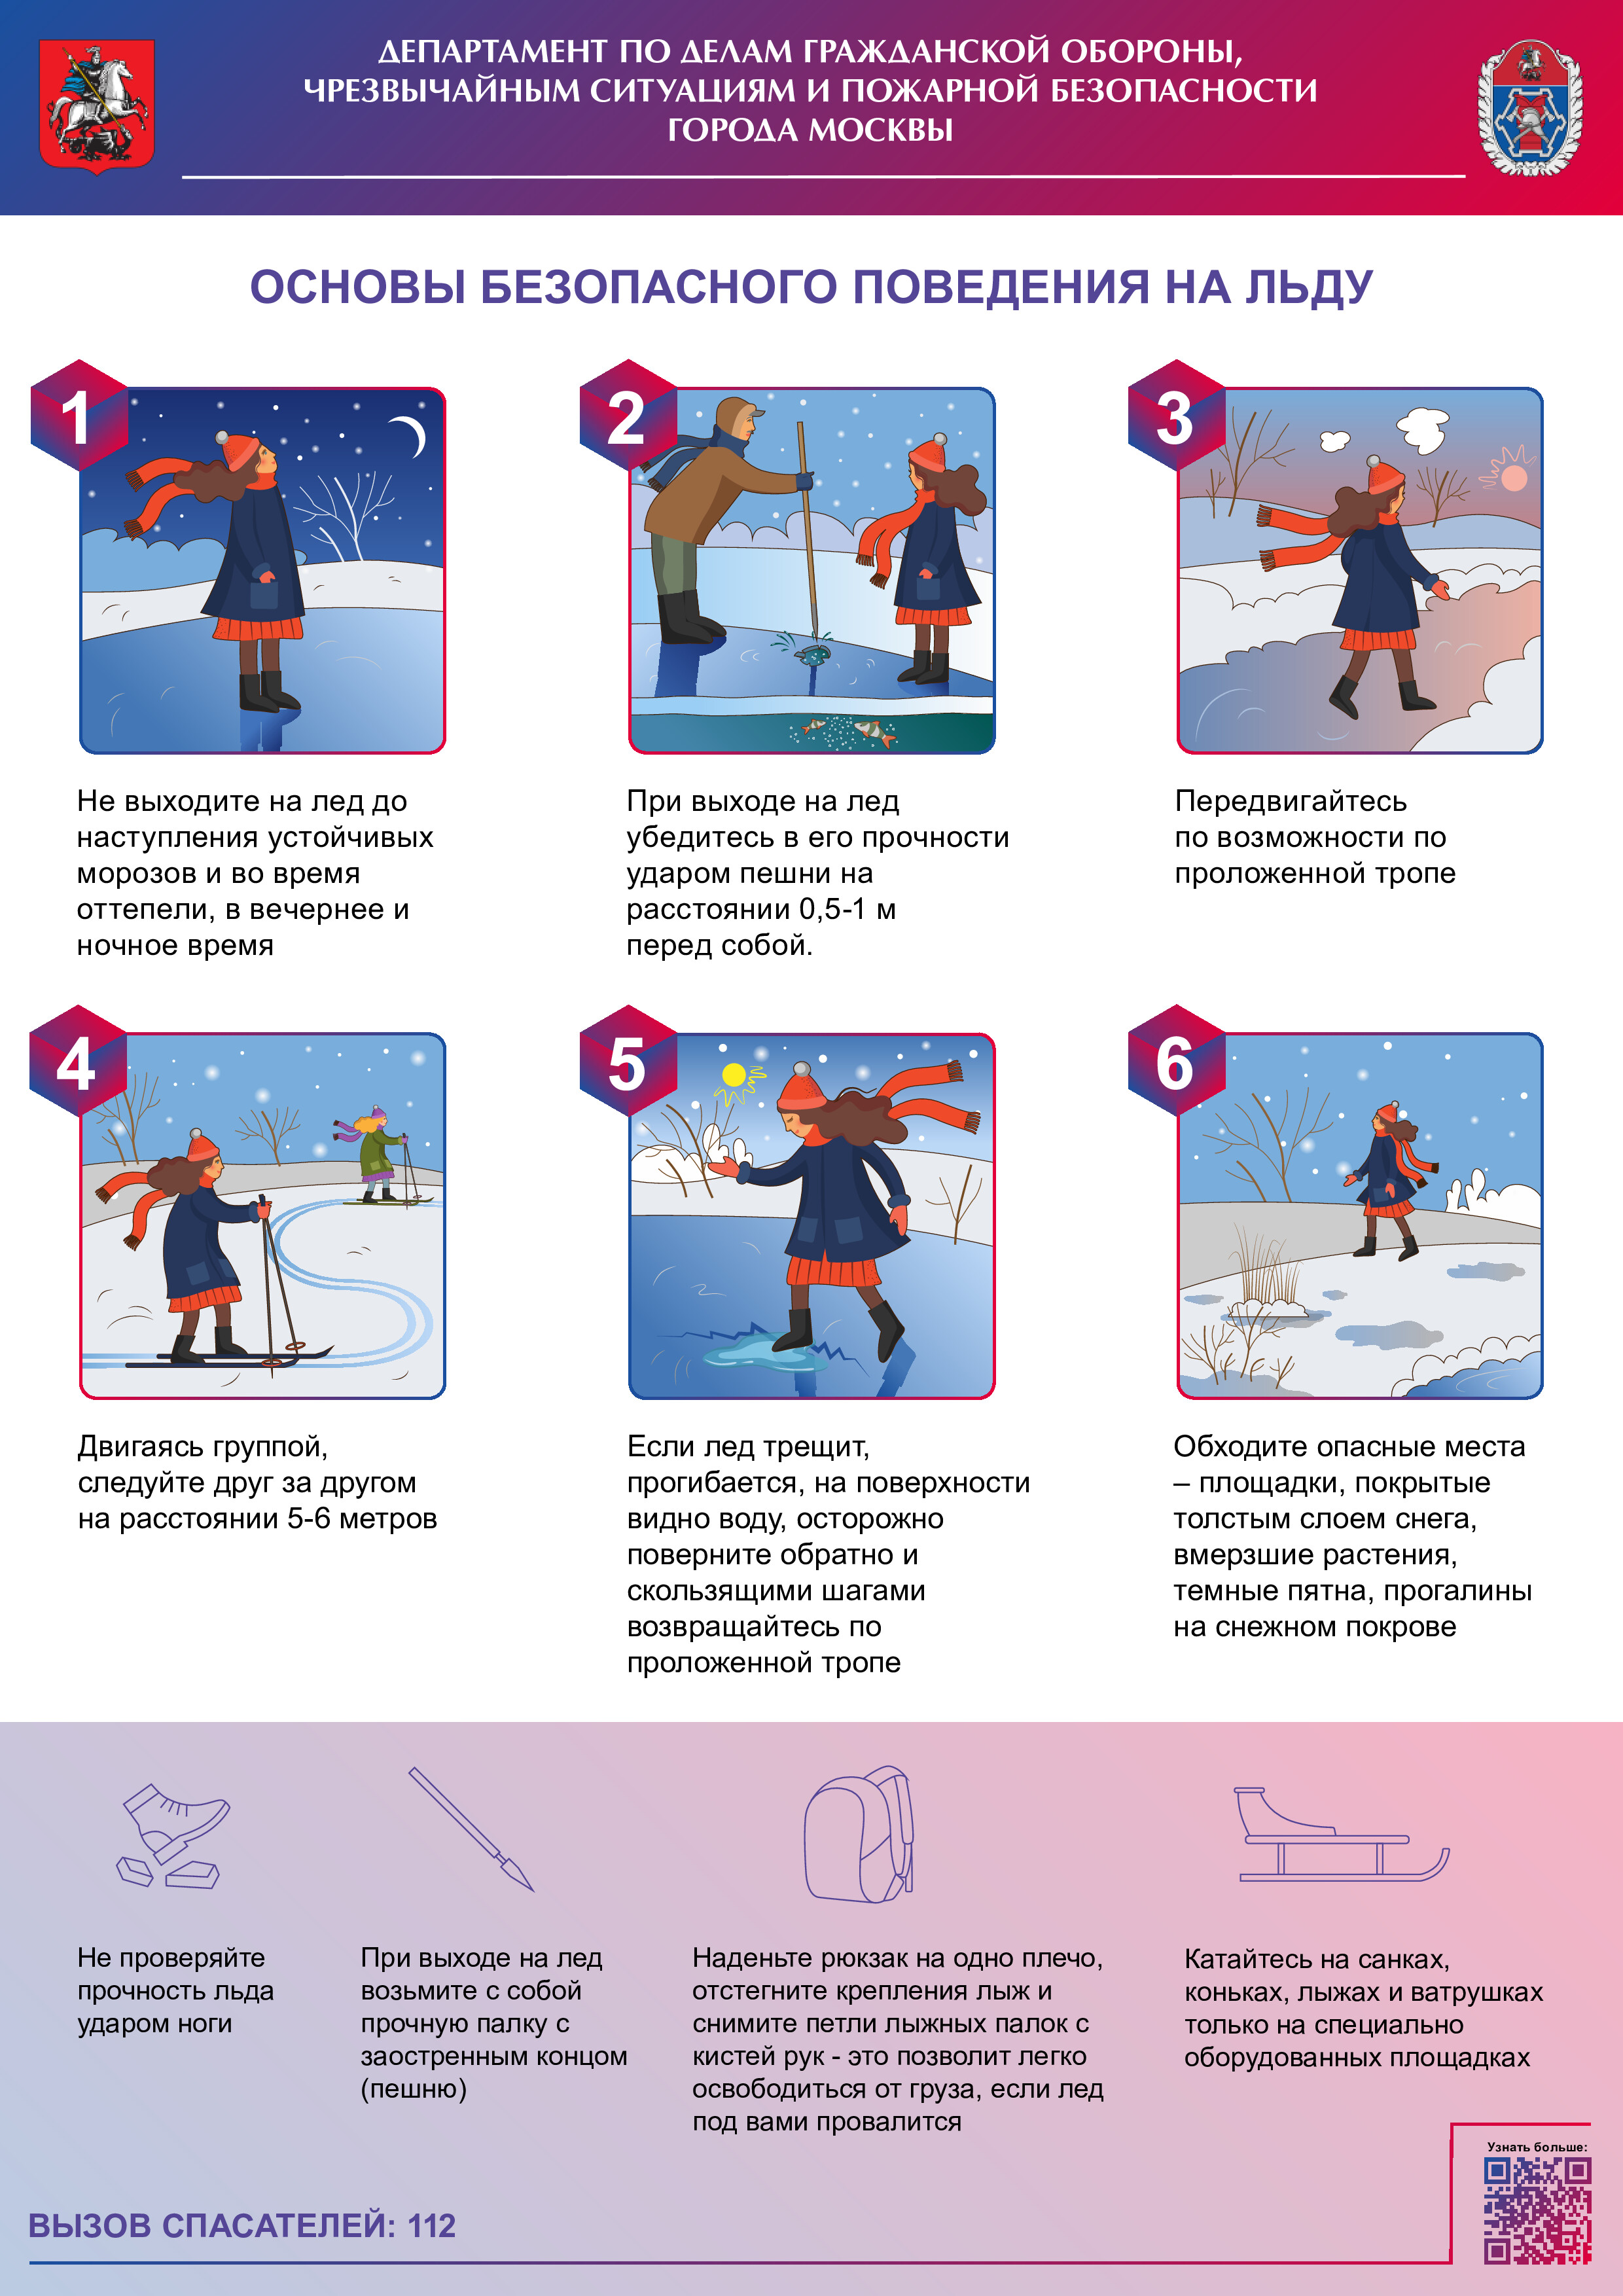 ДЕПАРТАМЕНТ ПО ДЕЛАМ ГРАЖДАНСКОЙ ОБОРОНЫ,
ЧРЕЗВЫЧАЙНЫМ СИТУАЦИЯМ И ПОЖАРНОЙ БЕЗОПАСНОСТИ
ГОРОДА МОСКВЫ
ОСНОВЫ БЕЗОПАСНОГО ПОВЕДЕНИЯ НА ЛЬДУ
1
Не выходите на лед до
наступления устойчивых
морозов и во время
оттепели, в вечернее и
ночное время
2
При выходе на лед
убедитесь в его прочности
ударом пешни на
расстоянии 0,5-1 м
перед собой.
3
Передвигайтесь
по возможности по
проложенной тропе
4
Двигаясь группой,
следуйте друг за другом
на расстоянии 5-6 метров
5
Если лед трещит,
прогибается, на поверхности
видно воду, осторожно
поверните обратно и
скользящими шагами
возвращайтесь по
проложенной тропе
6
Обходите опасные места
– площадки, покрытые
толстым слоем снега,
вмерзшие растения,
темные пятна, прогалины
на снежном покрове
Не проверяйте
прочность льда
ударом ноги
При выходе на лед
возьмите с собой
прочную палку с
заостренным концом
(пешню)
Наденьте рюкзак на одно плечо,
отстегните крепления лыж и
снимите петли лыжных палок с
кистей рук - это позволит легко
освободиться от груза, если лед
под вами провалится
Катайтесь на санках,
коньках, лыжах и ватрушках
только на специально
оборудованных площадках
Узнать больше:
ВЫЗОВ СПАСАТЕЛЕЙ: 112